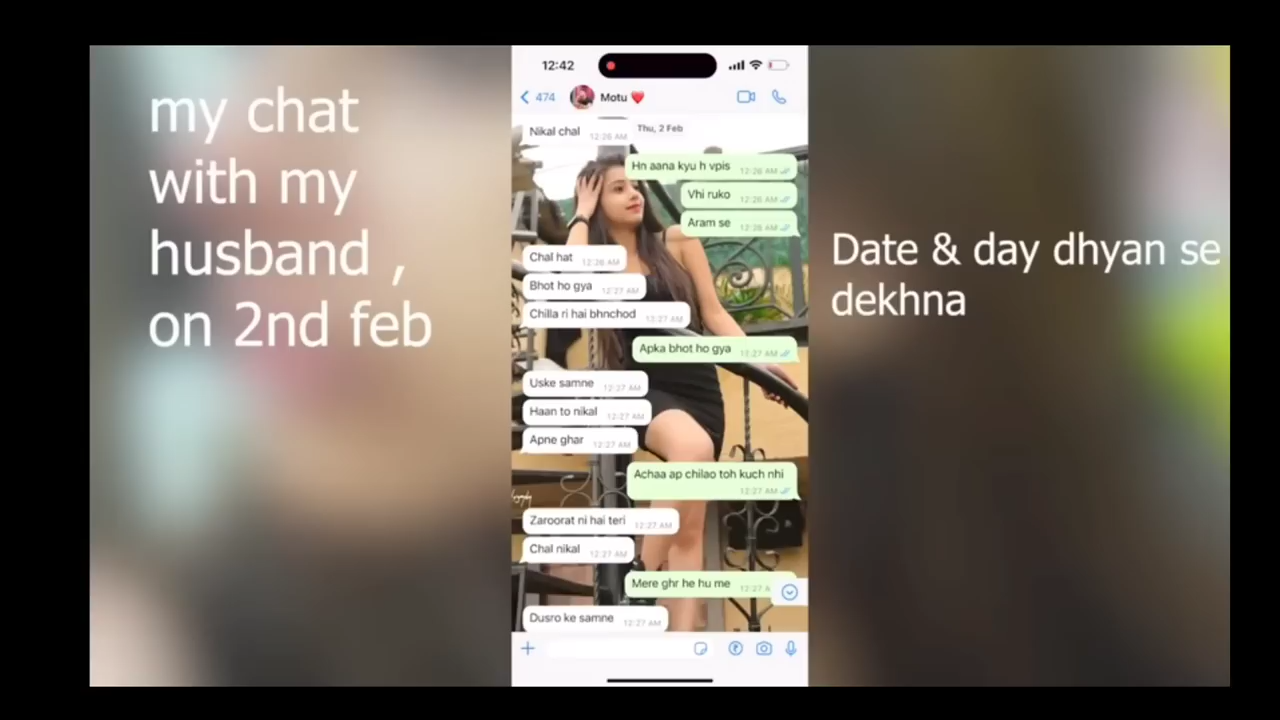 my chat
with my
husband ,
on 2nd feb
12:42
474
Motu ❤️
Thu, 2 Feb
Nikal chal 12:26 AM
Hn aana kyu h vpis 12:26 AM
Vhi ruko 12:26 AM
Aram se 12:26 AM
Chal hat 12:26 AM
Bhot ho gya 12:27 AM
Chilla ri hai bhnchod 12:27 AM
Apka bhot ho gya 12:27 AM
Uske samne 12:27 AM
Haan to nikal 12:27 AM
Apne ghar 12:27 AM
Achaa ap chilao toh kuch nhi
12:27 AM
Zaroorat ni hai teri 12:27 AM
Chal nikal 12:27 AM
Mere ghr he hu me 12:27 A
Dusro ke samne 12:27 AM
Date & day dhyan se
dekhna